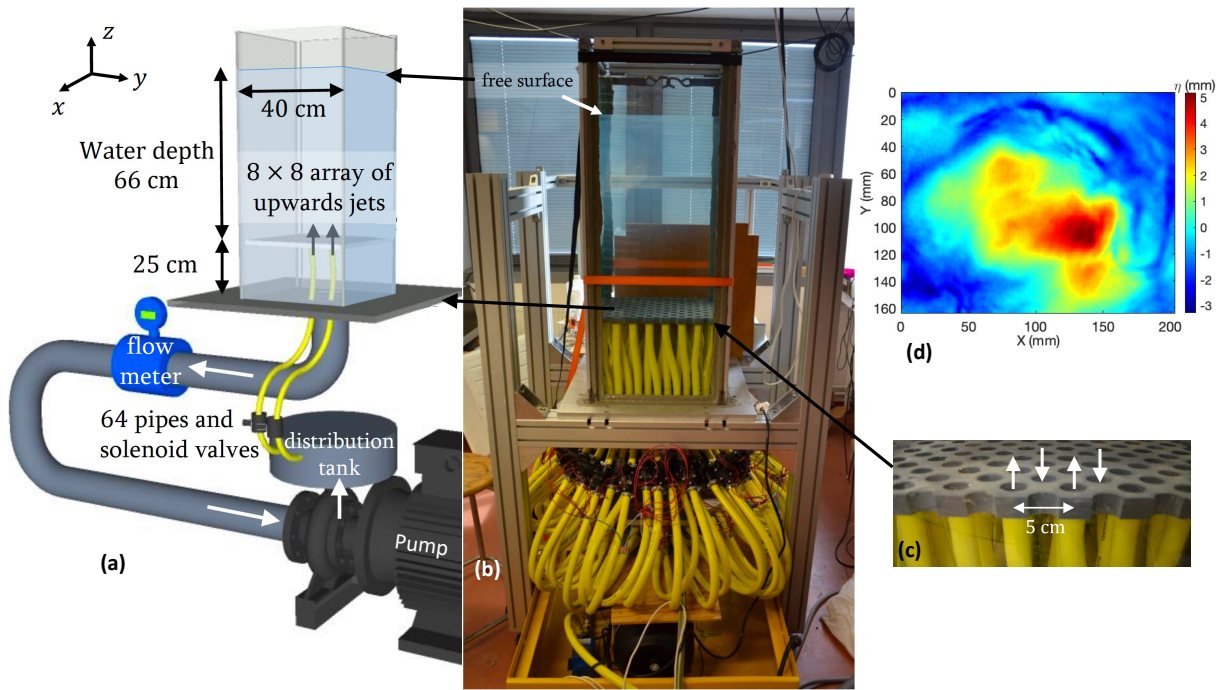 z
y
x
40 cm
Water depth
66 cm
8 × 8 array of
upwards jets
25 cm
flow
meter
64 pipes and
solenoid valves
distribution
tank
Pump
(a)
free surface
(b)
η (mm)
0
20
40
60
80
100
120
140
160
Y (mm)
0
50
100
150
200
X (mm)
5
4
3
2
1
0
-1
-2
-3
(d)
5 cm
(c)